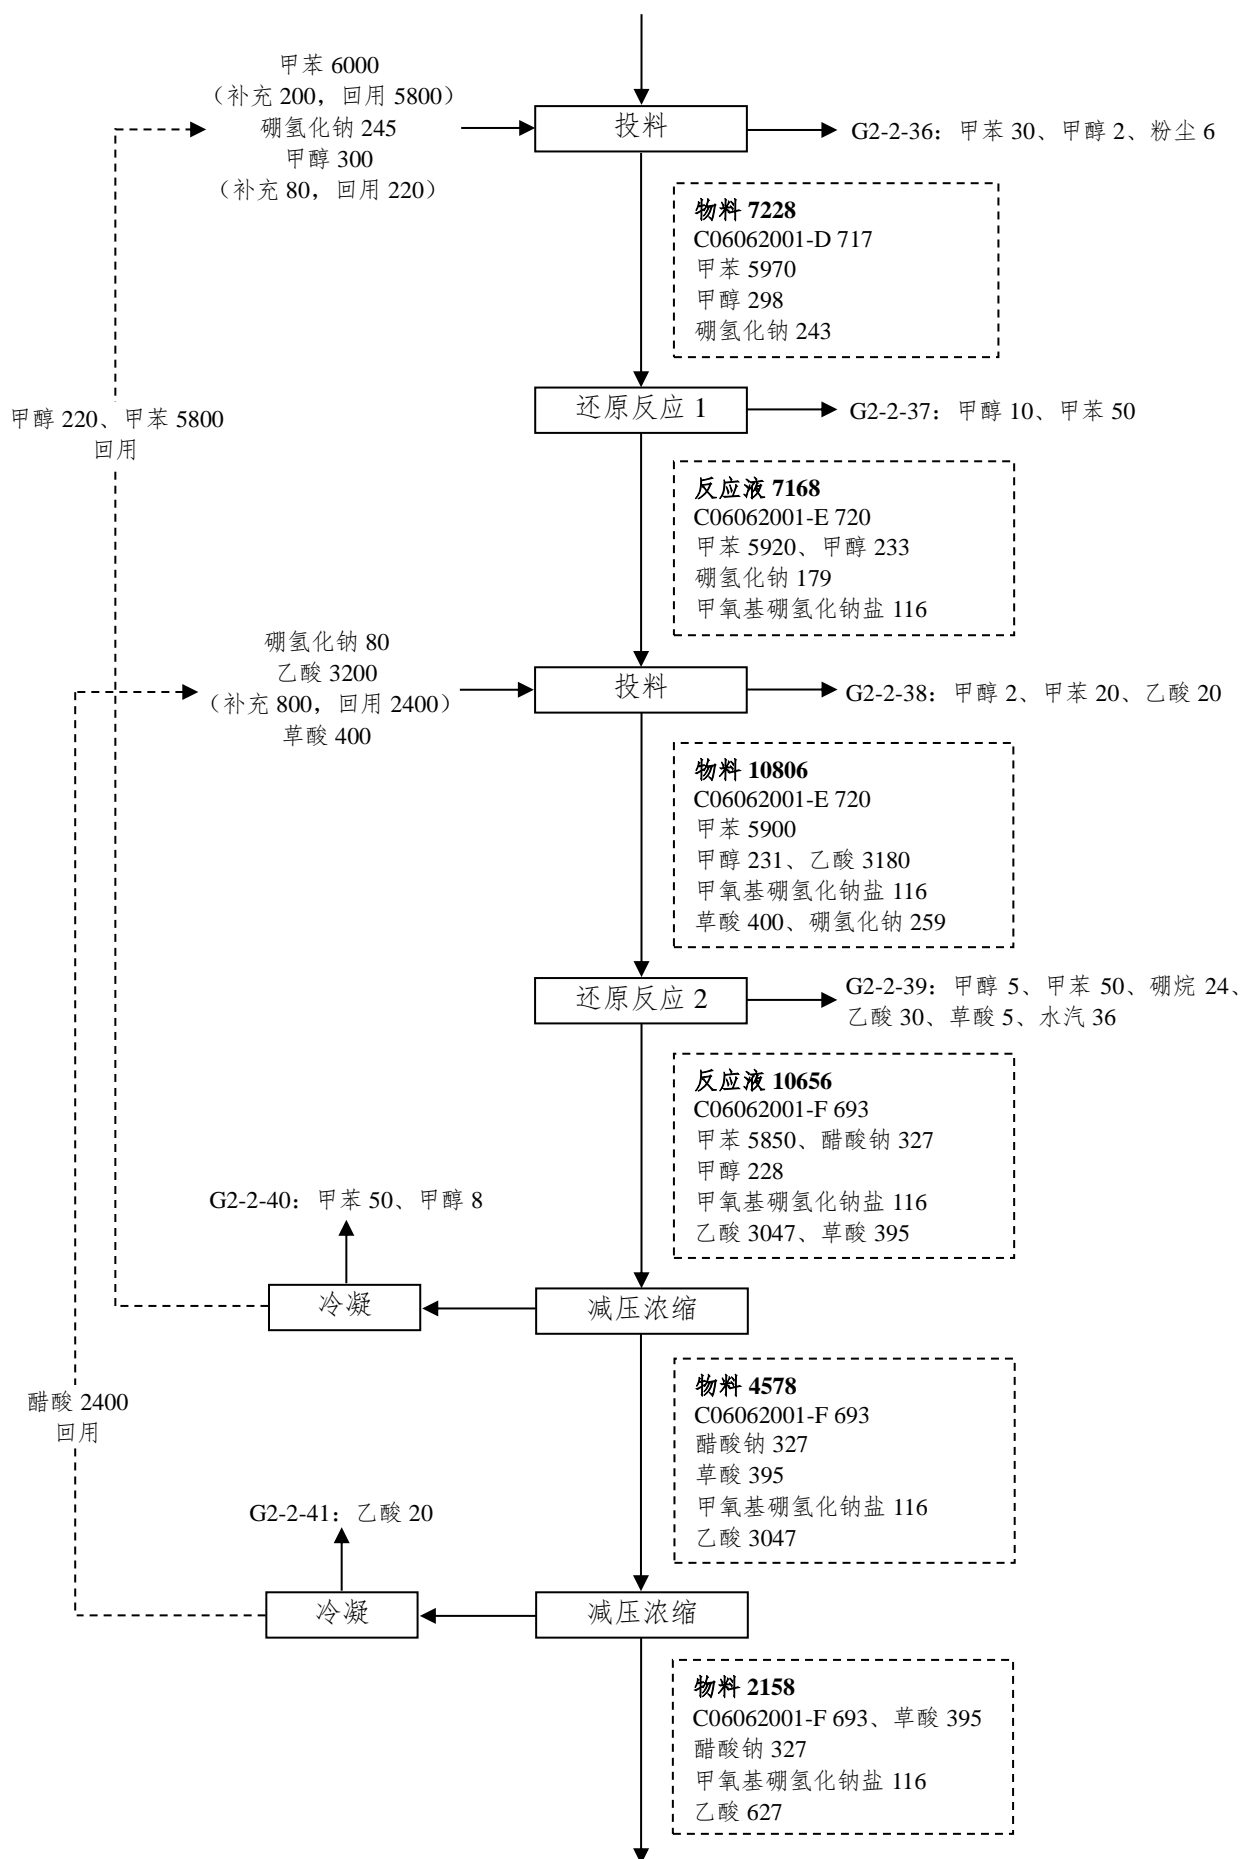 甲苯 6000
（补充 200，回用 5800）
硼氢化钠 245
甲醇 300
（补充 80，回用 220）
投料
G2-2-36：甲苯 30、甲醇 2、粉尘 6
物料 7228
C06062001-D 717
甲苯 5970
甲醇 298
硼氢化钠 243
甲醇 220、甲苯 5800
回用
还原反应 1
G2-2-37：甲醇 10、甲苯 50
反应液 7168
C06062001-E 720
甲苯 5920、甲醇 233
硼氢化钠 179
甲氧基硼氢化钠盐 116
硼氢化钠 80
乙酸 3200
（补充 800，回用 2400）
草酸 400
投料
G2-2-38：甲醇 2、甲苯 20、乙酸 20
物料 10806
C06062001-E 720
甲苯 5900
甲醇 231、乙酸 3180
甲氧基硼氢化钠盐 116
草酸 400、硼氢化钠 259
还原反应 2
G2-2-39：甲醇 5、甲苯 50、硼烷 24、
乙酸 30、草酸 5、水汽 36
反应液 10656
C06062001-F 693
甲苯 5850、醋酸钠 327
甲醇 228
甲氧基硼氢化钠盐 116
乙酸 3047、草酸 395
G2-2-40：甲苯 50、甲醇 8
冷凝
减压浓缩
物料 4578
C06062001-F 693
醋酸钠 327
草酸 395
甲氧基硼氢化钠盐 116
乙酸 3047
醋酸 2400
回用
G2-2-41：乙酸 20
冷凝
减压浓缩
物料 2158
C06062001-F 693、草酸 395
醋酸钠 327
甲氧基硼氢化钠盐 116
乙酸 627